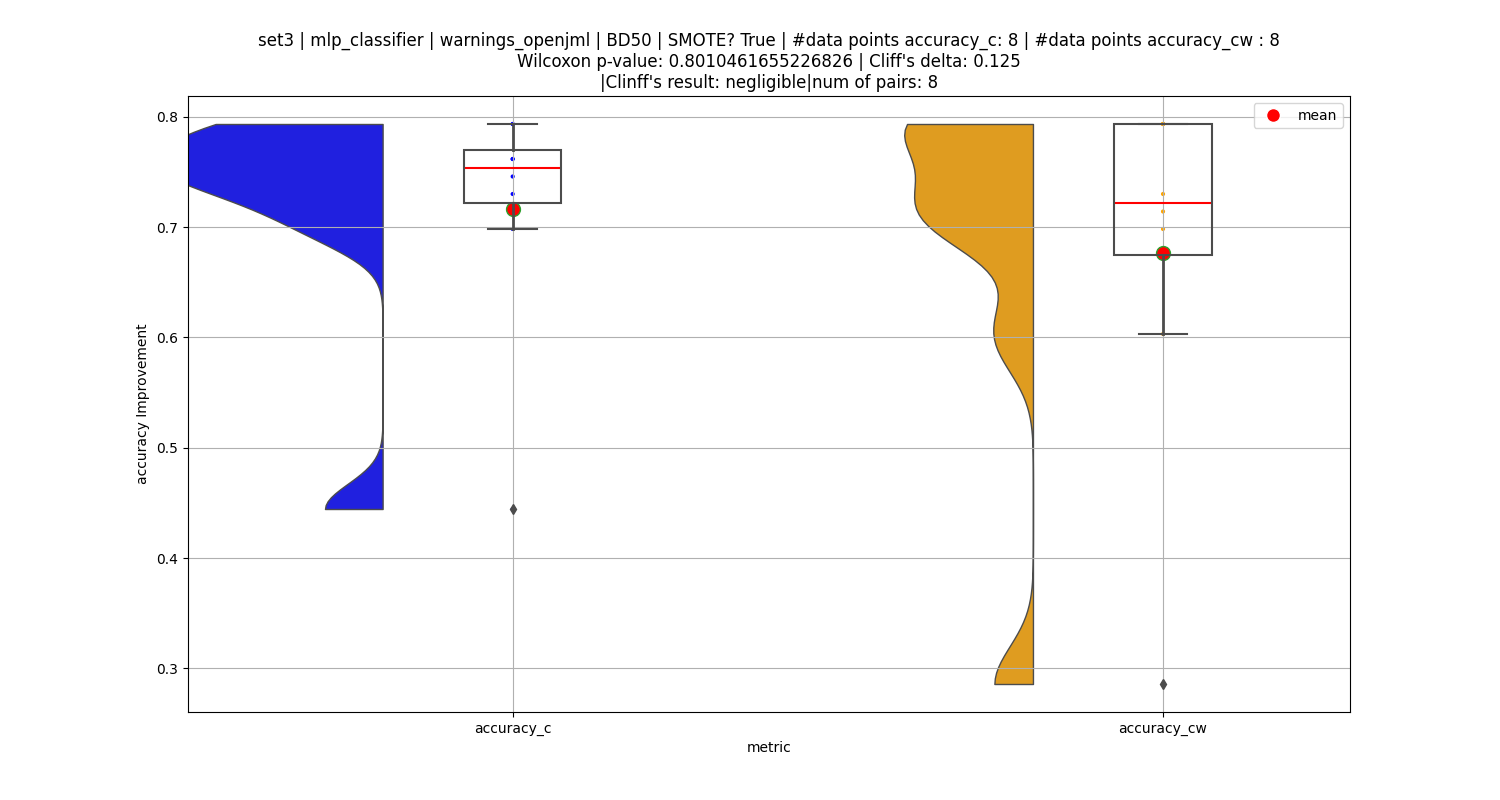 set3 | mlp_classifier | warnings_openjml | BD50 | SMOTE? True | #data points accuracy_c: 8 | #data points accuracy_cw : 8
Wilcoxon p-value: 0.8010461655226826 | Cliff's delta: 0.125
|Clinff's result: negligible|num of pairs: 8
mean
0.8
0.7
0.6
0.5
0.4
0.3
accuracy Improvement
accuracy_c
accuracy_cw
metric